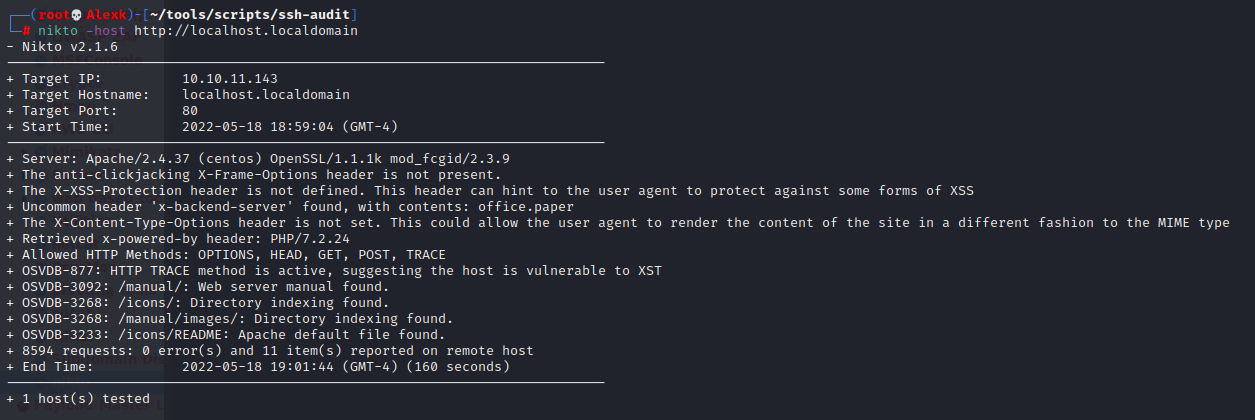 (root💀Alexk)-[~/tools/scripts/ssh-audit]
# nikto -host http://localhost.localdomain
- Nikto v2.1.6
---------------------------------------------------------------------------
+ Target IP:          10.10.11.143
+ Target Hostname:    localhost.localdomain
+ Target Port:        80
+ Start Time:         2022-05-18 18:59:04 (GMT-4)
---------------------------------------------------------------------------
+ Server: Apache/2.4.37 (centos) OpenSSL/1.1.1k mod_fcgid/2.3.9
+ The anti-clickjacking X-Frame-Options header is not present.
+ The X-XSS-Protection header is not defined. This header can hint to the user agent to protect against some forms of XSS
+ Uncommon header 'x-backend-server' found, with contents: office.paper
+ The X-Content-Type-Options header is not set. This could allow the user agent to render the content of the site in a different fashion to the MIME type
+ Retrieved x-powered-by header: PHP/7.2.24
+ Allowed HTTP Methods: OPTIONS, HEAD, GET, POST, TRACE
+ OSVDB-877: HTTP TRACE method is active, suggesting the host is vulnerable to XST
+ OSVDB-3092: /manual/: Web server manual found.
+ OSVDB-3268: /icons/: Directory indexing found.
+ OSVDB-3268: /manual/images/: Directory indexing found.
+ OSVDB-3233: /icons/README: Apache default file found.
+ 8594 requests: 0 error(s) and 11 item(s) reported on remote host
+ End Time:           2022-05-18 19:01:44 (GMT-4) (160 seconds)
---------------------------------------------------------------------------
+ 1 host(s) tested